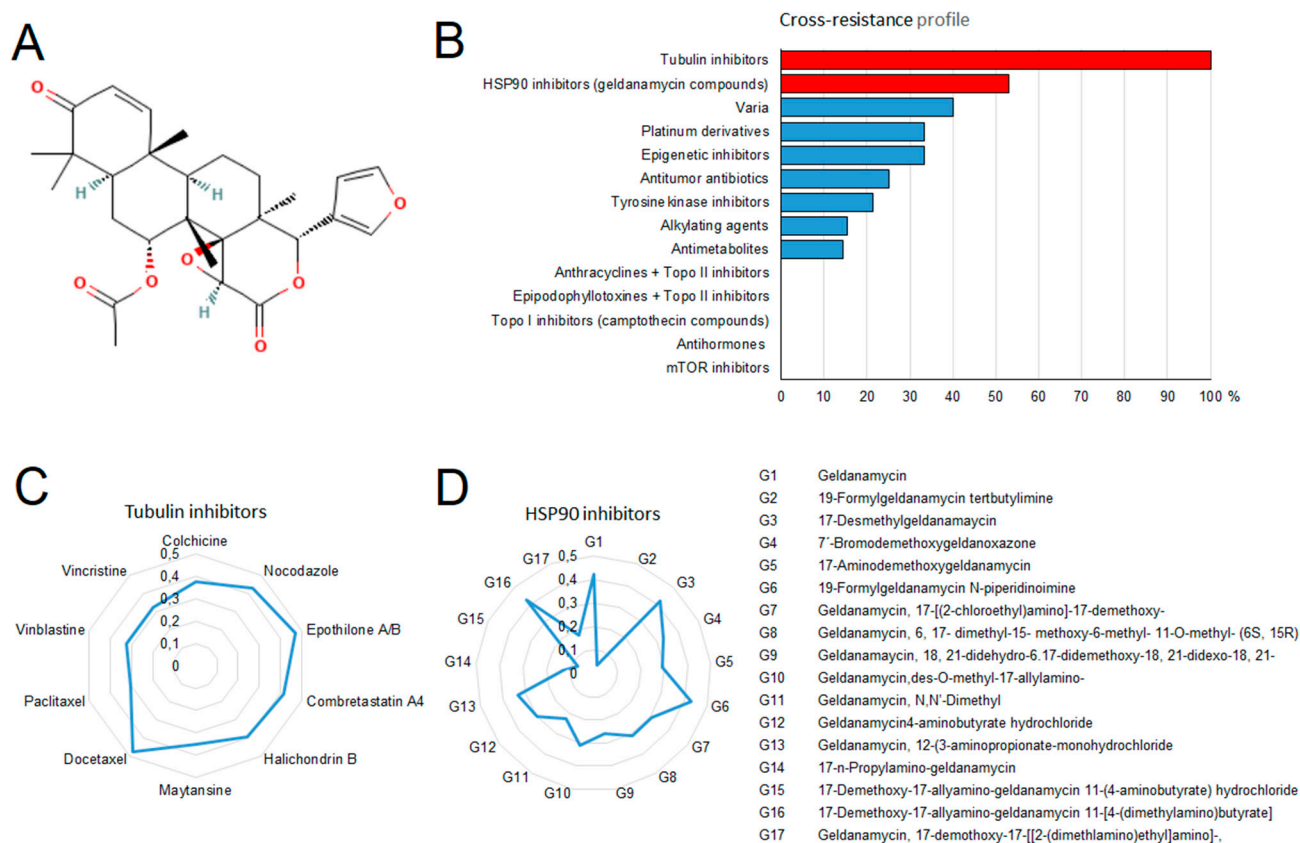 A
O
H
H
O
O
O
O
H
O
O
B
Cross-resistance profile
Tubulin inhibitors
HSP90 inhibitors (geldanamycin compounds)
Varia
Platinum derivatives
Epigenetic inhibitors
Antitumor antibiotics
Tyrosine kinase inhibitors
Alkylating agents
Antimetabolites
Anthracyclines + Topo II inhibitors
Epipodophyllotoxines + Topo II inhibitors
Topo I inhibitors (camptothecin compounds)
Antihormones
mTOR inhibitors
0 10 20 30 40 50 60 70 80 90 100 %
C
Tubulin inhibitors
Colchicine
Nocodazole
Epothilone A/B
Combretastatin A4
Halichondrin B
Maytansine
Docetaxel
Paclitaxel
Vinblastine
Vincristine
0,5
0,4
0,3
0,2
0,1
0
D
HSP90 inhibitors
G1
G2
G3
G4
G5
G6
G7
G8
G9
G10
G11
G12
G13
G14
G15
G16
G17
0,5
0,4
0,3
0,2
0,1
0
G1 Geldanamycin
G2 19-Formylgeldanamycin tertbutylimine
G3 17-Desmethylgeldanamaycin
G4 7´-Bromodemethoxygeldanoxazone
G5 17-Aminodemethoxygeldanamycin
G6 19-Formylgeldanamycin N-piperidinoimine
G7 Geldanamycin, 17-[(2-chloroethyl)amino]-17-demethoxy-
G8 Geldanamycin, 6, 17- dimethyl-15- methoxy-6-methyl- 11-O-methyl- (6S, 15R)
G9 Geldanamaycin, 18, 21-didehydro-6.17-didemethoxy-18, 21-didexo-18, 21-
G10 Geldanamycin,des-O-methyl-17-allylamino-
G11 Geldanamycin, N,N'-Dimethyl
G12 Geldanamycin4-aminobutyrate hydrochloride
G13 Geldanamycin, 12-(3-aminopropionate-monohydrochloride
G14 17-n-Propylamino-geldanamycin
G15 17-Demethoxy-17-allyamino-geldanamycin 11-(4-aminobutyrate) hydrochloride
G16 17-Demethoxy-17-allyamino-geldanamycin 11-[4-(dimethylamino)butyrate]
G17 Geldanamycin, 17-demothoxy-17-[[2-(dimethlamino)ethyl]amino]-,